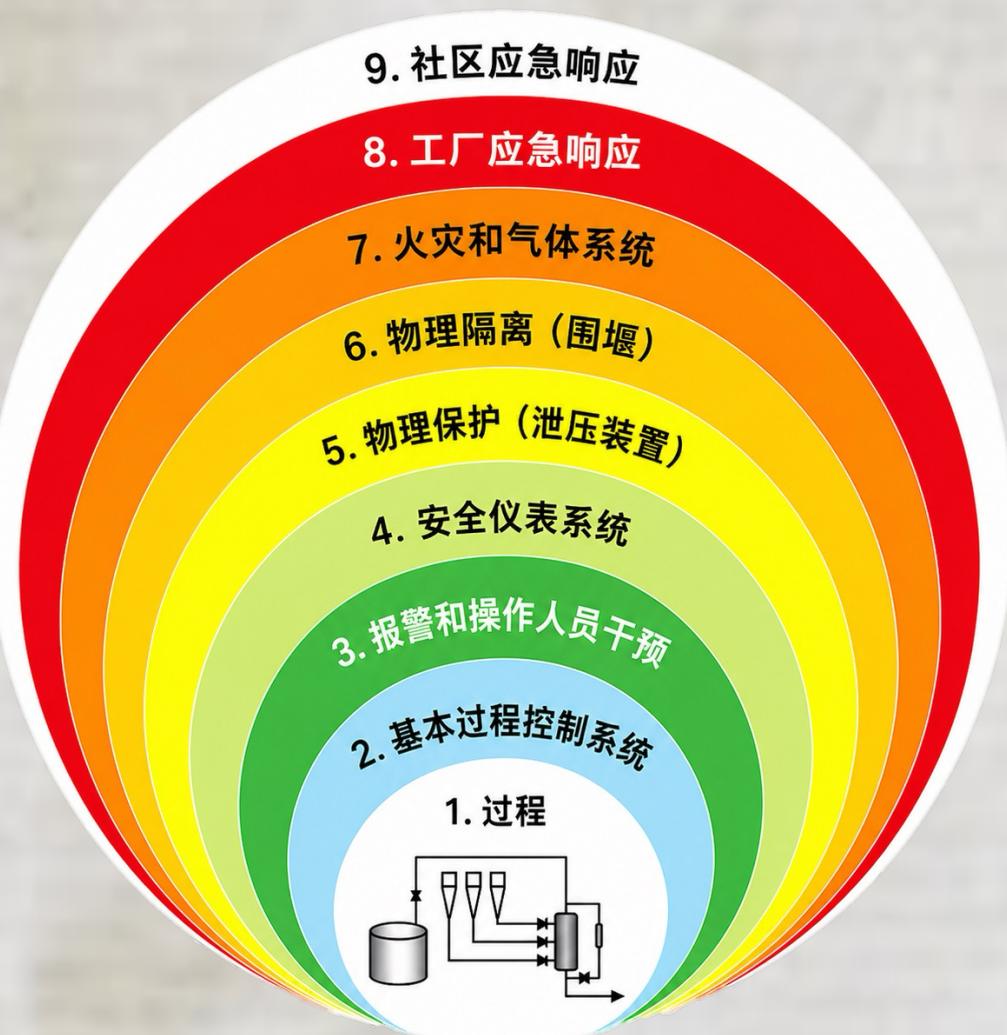 9. 社区应急响应
8. 工厂应急响应
7. 火灾和气体系统
6. 物理隔离（围堰）
5. 物理保护（泄压装置）
4. 安全仪表系统
3. 报警和操作人员干预
2. 基本过程控制系统
1. 过程